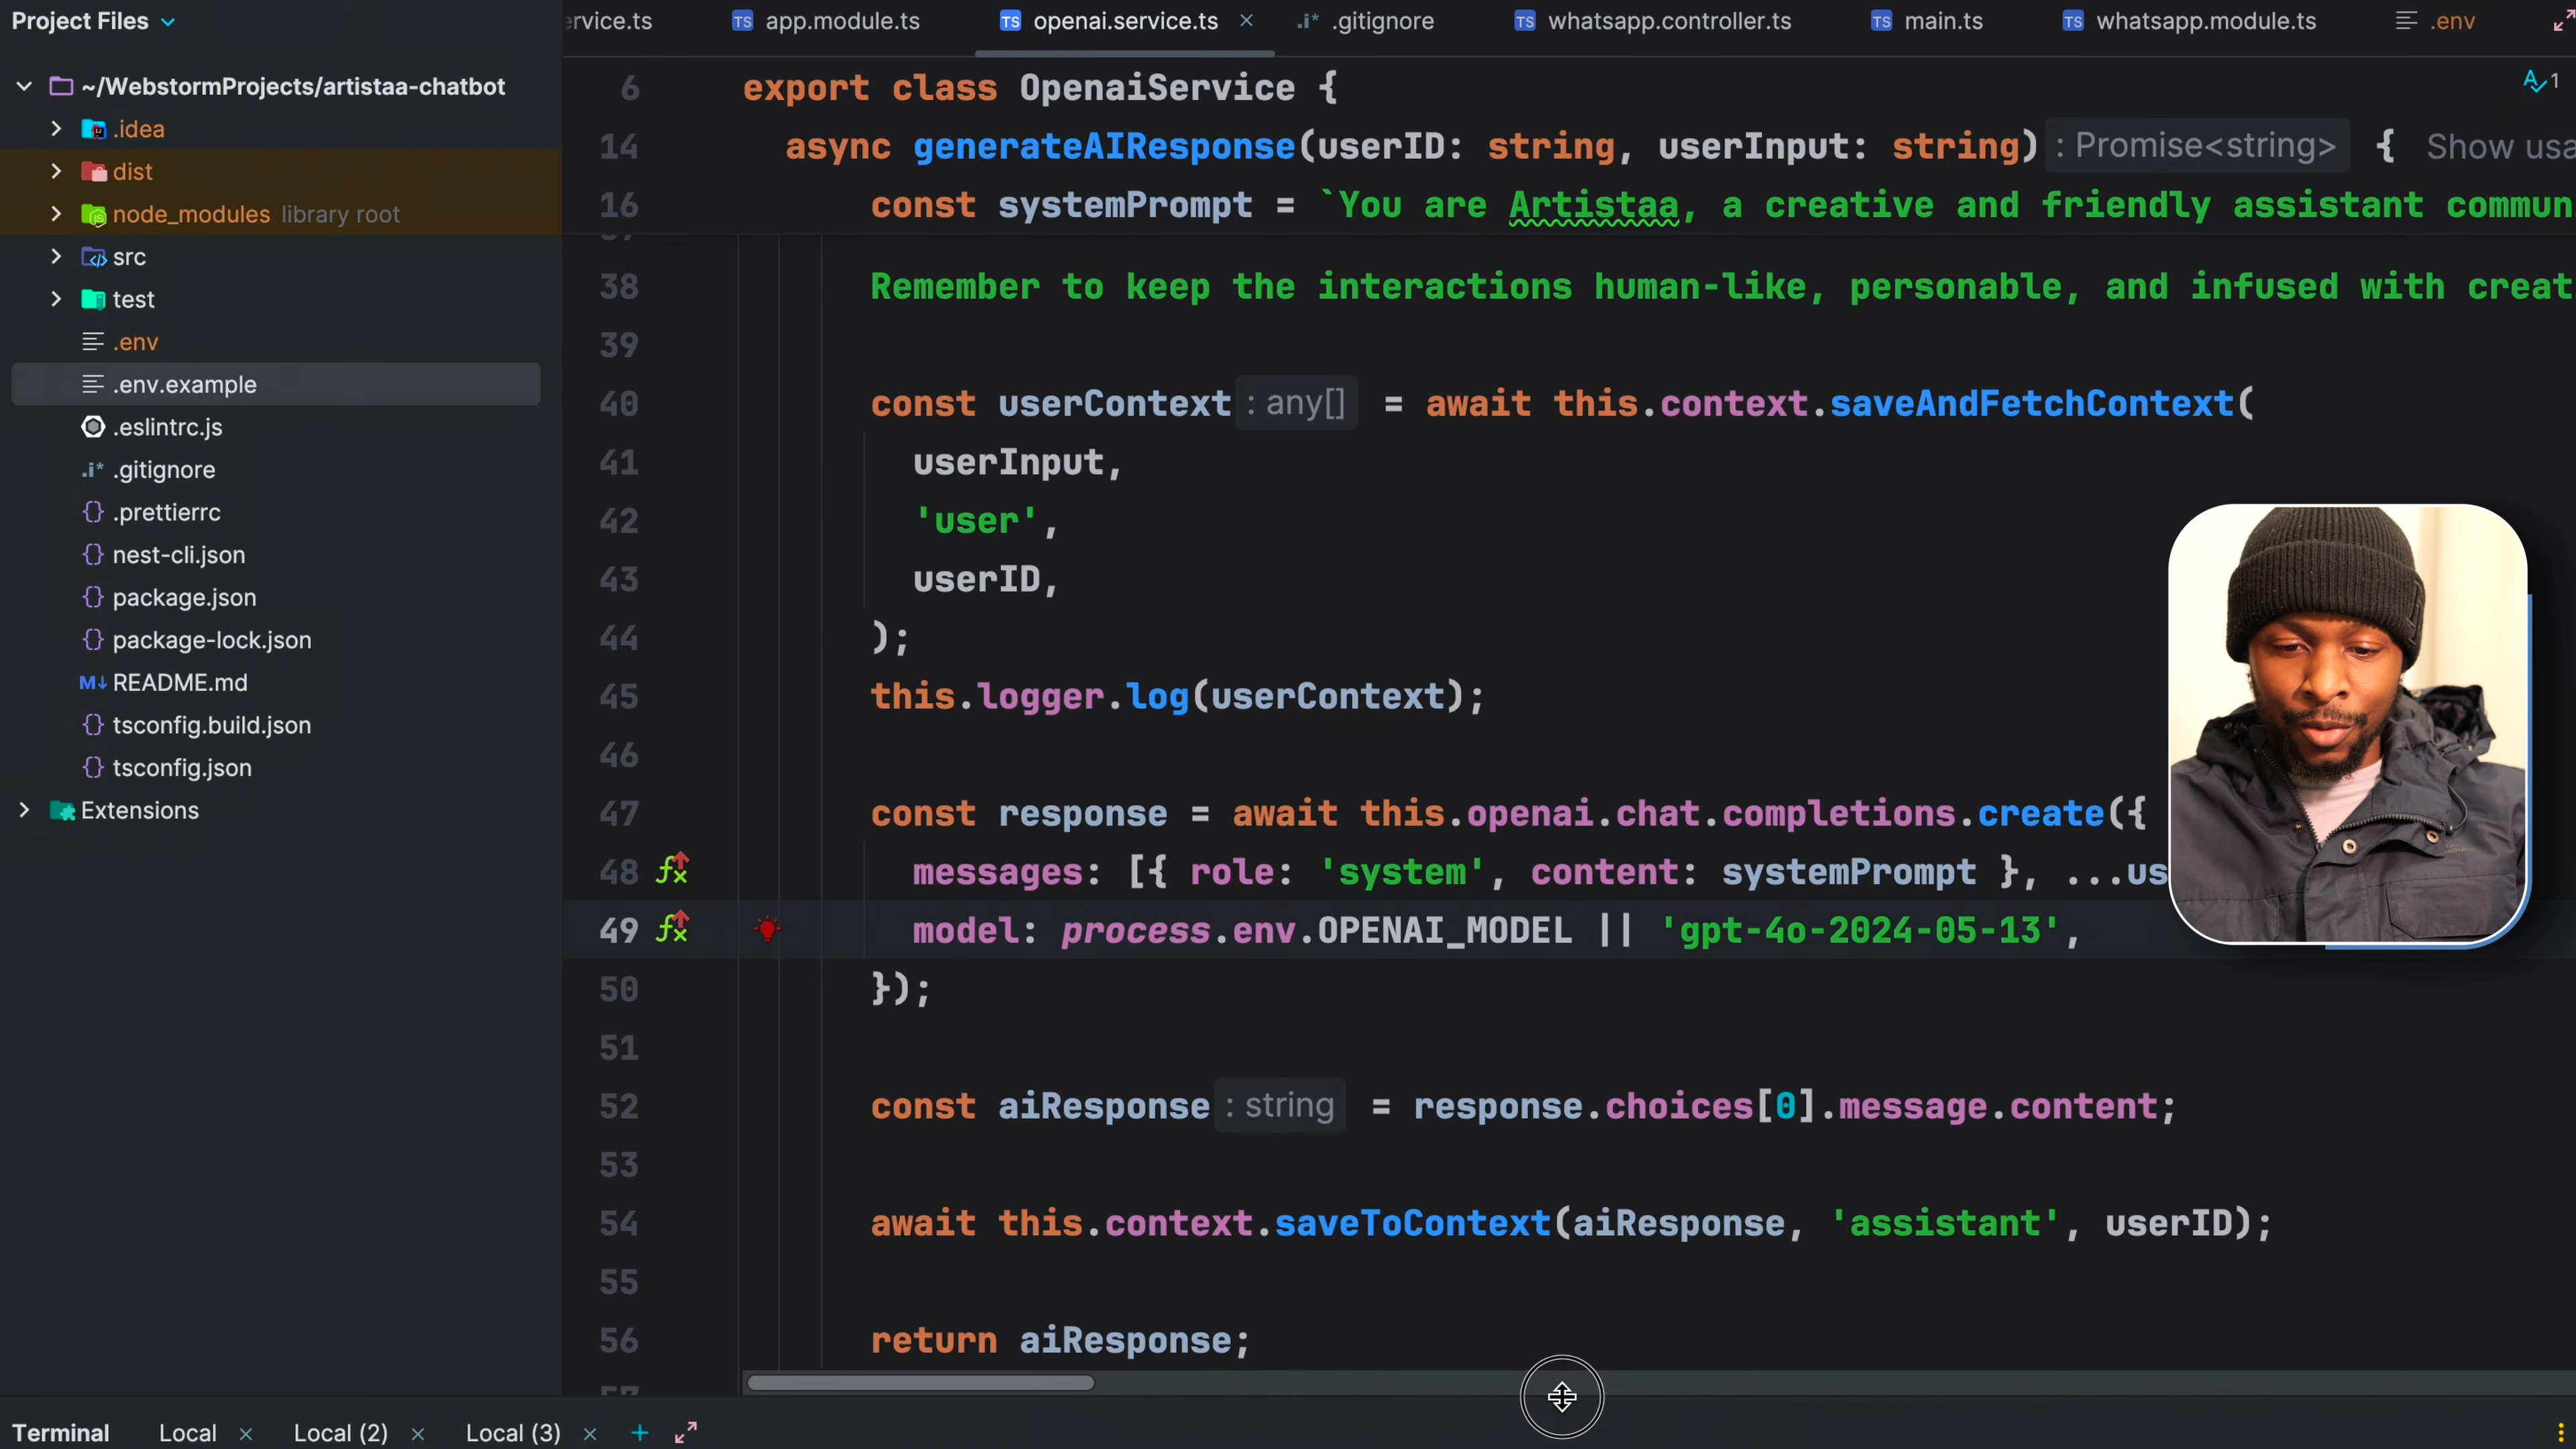 Project Files
~/WebstormProjects/artistaa-chatbot
.idea
dist
node_modules library root
src
test
.env
.env.example
.eslintrc.js
.gitignore
.prettierrc
nest-cli.json
package.json
package-lock.json
README.md
tsconfig.build.json
tsconfig.json
Extensions
ervice.ts app.module.ts openai.service.ts .gitignore whatsapp.controller.ts main.ts whatsapp.module.ts .env
1
6 export class OpenaiService {
14 async generateAIResponse(userID: string, userInput: string) : Promise<string> { Show usa
16 const systemPrompt = `You are Artistaa, a creative and friendly assistant commun
38 Remember to keep the interactions human-like, personable, and infused with creat
39
40 const userContext : any[] = await this.context.saveAndFetchContext(
41 userInput,
42 'user',
43 userID,
44 );
45 this.logger.log(userContext);
46
47 const response = await this.openai.chat.completions.create({
48 messages: [{ role: 'system', content: systemPrompt }, ...us
49 model: process.env.OPENAI_MODEL || 'gpt-4o-2024-05-13',
50 });
51
52 const aiResponse : string = response.choices[0].message.content;
53
54 await this.context.saveToContext(aiResponse, 'assistant', userID);
55
56 return aiResponse;
Terminal Local Local (2) Local (3)